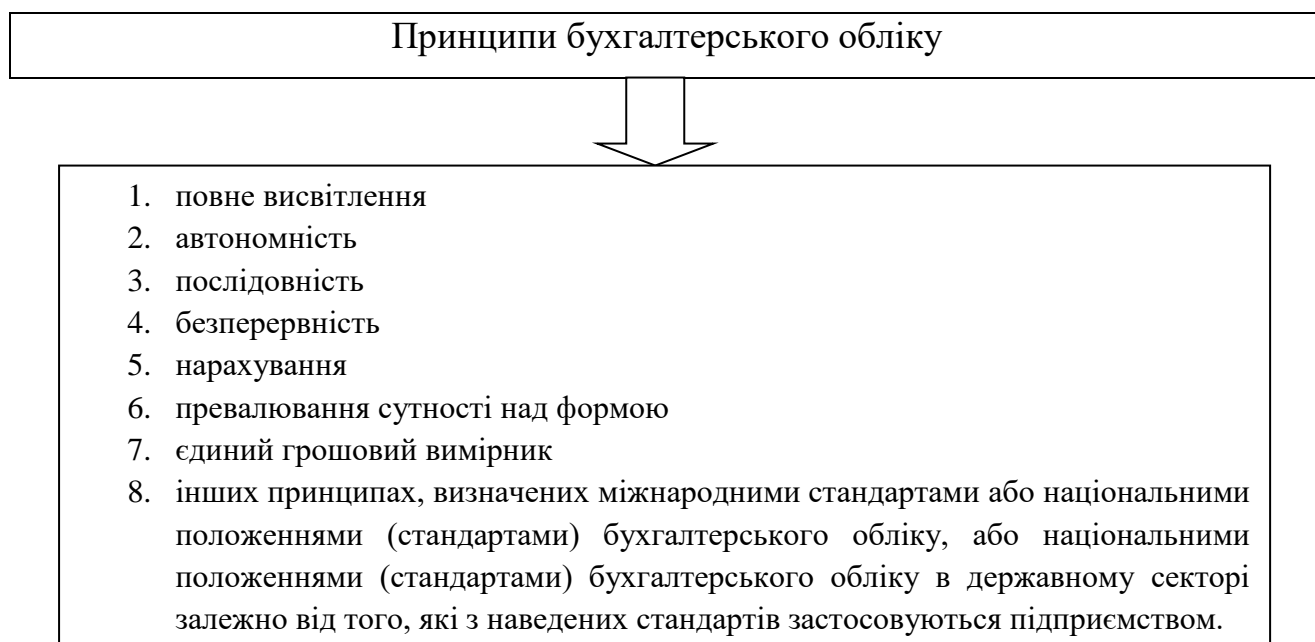 Принципи бухгалтерського обліку
1. повне висвітлення
2. автономність
3. послідовність
4. безперервність
5. нарахування
6. превалювання сутності над формою
7. єдиний грошовий вимірник
8. інших принципах, визначених міжнародними стандартами або національними
положеннями (стандартами) бухгалтерського обліку, або національними
положеннями (стандартами) бухгалтерського обліку в державному секторі
залежно від того, які з наведених стандартів застосовуються підприємством.